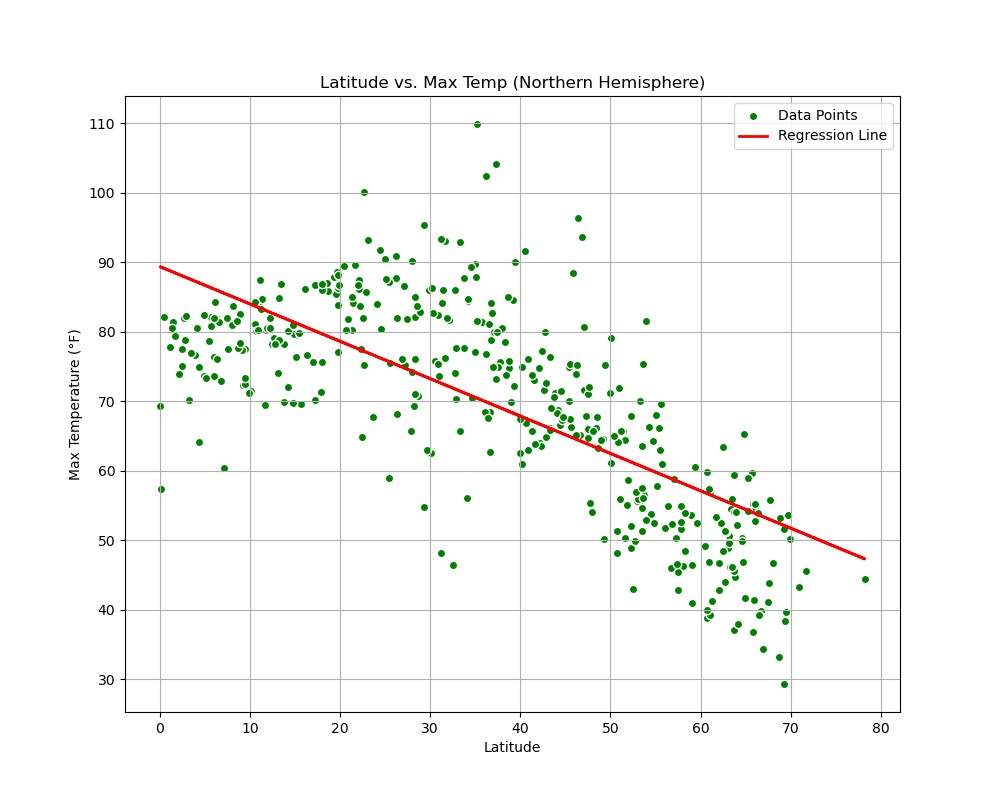 Latitude vs. Max Temp (Northern Hemisphere)
Data Points
Regression Line
Max Temperature (°F)
110
100
90
80
70
60
50
40
30
0 10 20 30 40 50 60 70 80
Latitude